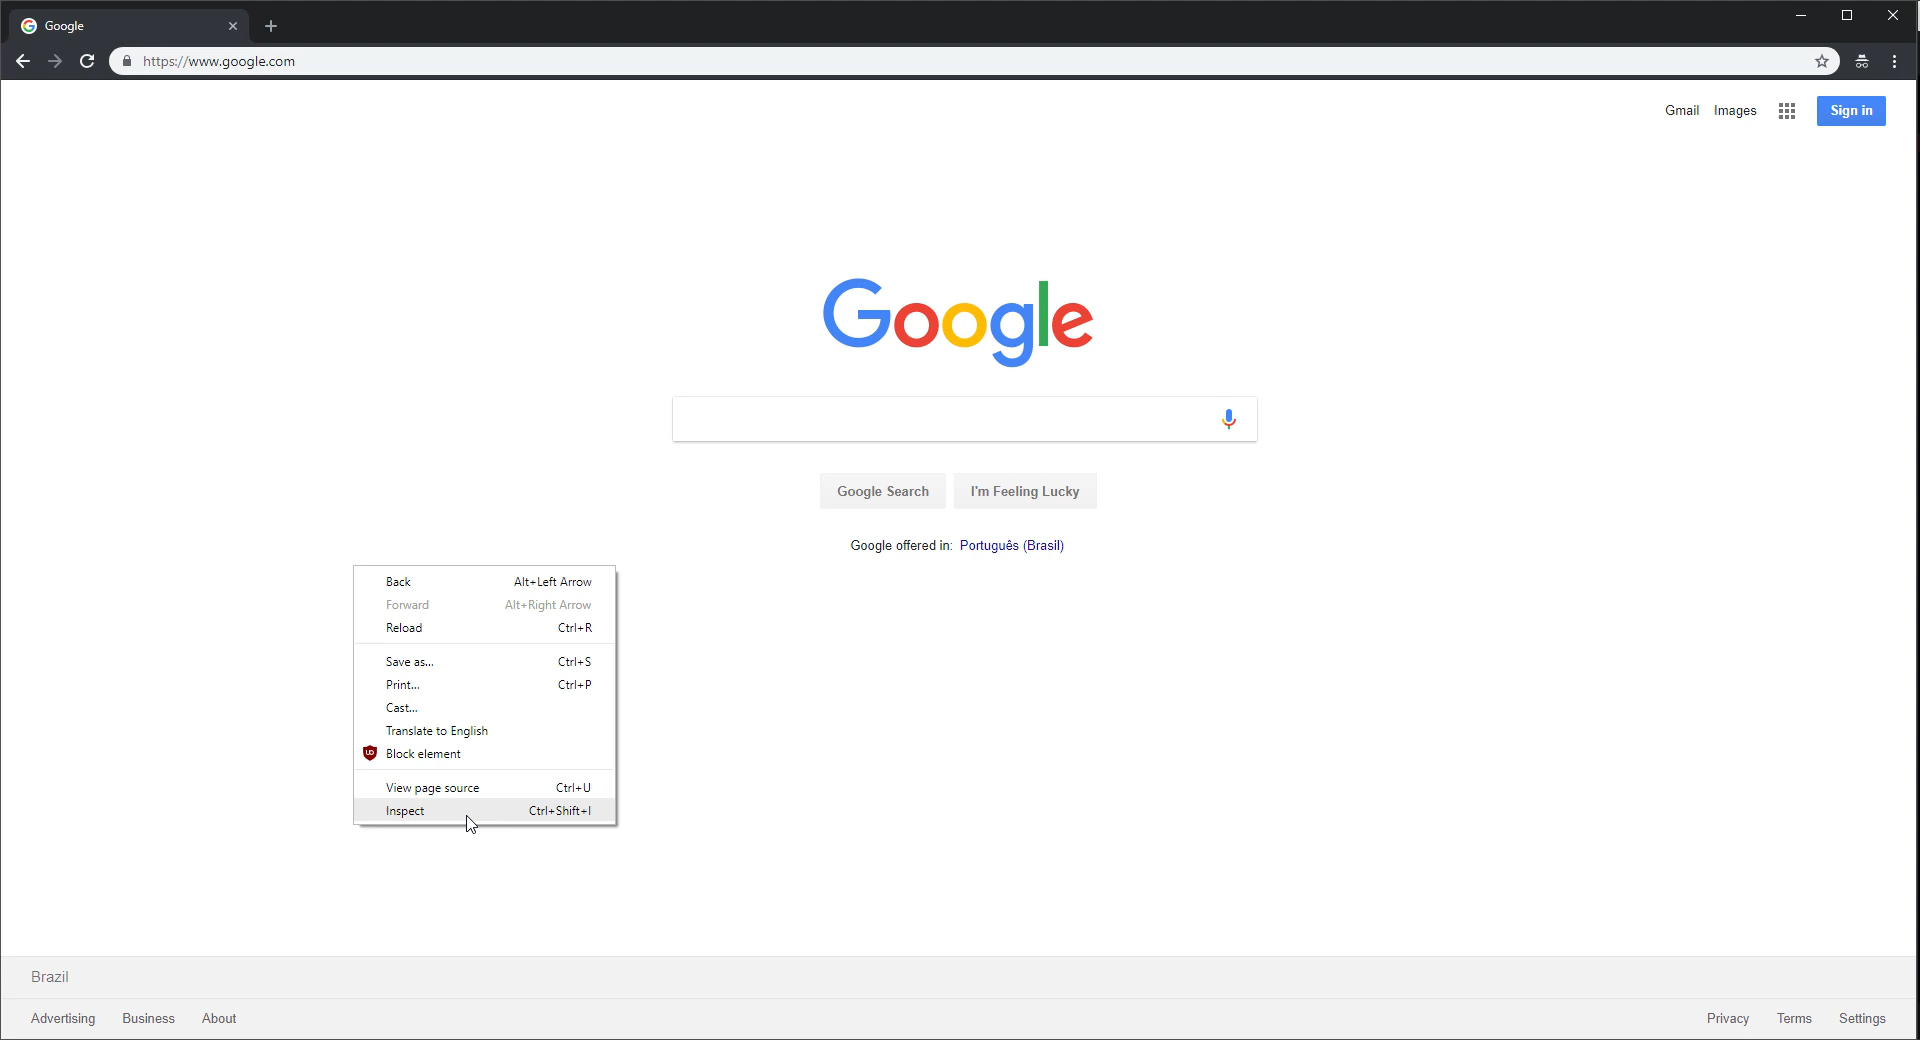 Google
https://www.google.com
Gmail Images Sign in
Google
Google Search I'm Feeling Lucky
Google offered in: Português (Brasil)
Back Alt+Left Arrow
Forward Alt+Right Arrow
Reload Ctrl+R
Save as... Ctrl+S
Print... Ctrl+P
Cast...
Translate to English
Block element
View page source Ctrl+U
Inspect Ctrl+Shift+I
Brazil
Advertising Business About Privacy Terms Settings